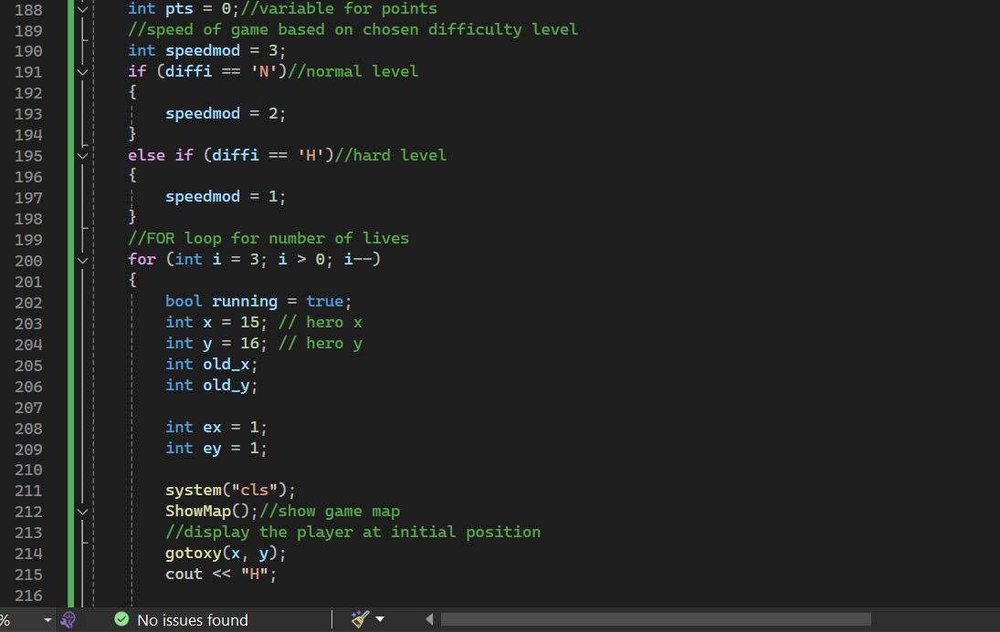 188 int pts = 0;//variable for points
189 //speed of game based on chosen difficulty level
190 int speedmod = 3;
191 if (diffi == 'N')//normal level
192 {
193 speedmod = 2;
194 }
195 else if (diffi == 'H')//hard level
196 {
197 speedmod = 1;
198 }
199 //FOR loop for number of lives
200 for (int i = 3; i > 0; i--)
201 {
202 bool running = true;
203 int x = 15; // hero x
204 int y = 16; // hero y
205 int old_x;
206 int old_y;
207
208 int ex = 1;
209 int ey = 1;
210
211 system("cls");
212 ShowMap();//show game map
213 //display the player at initial position
214 gotoxy(x, y);
215 cout << "H";
216
% No issues found